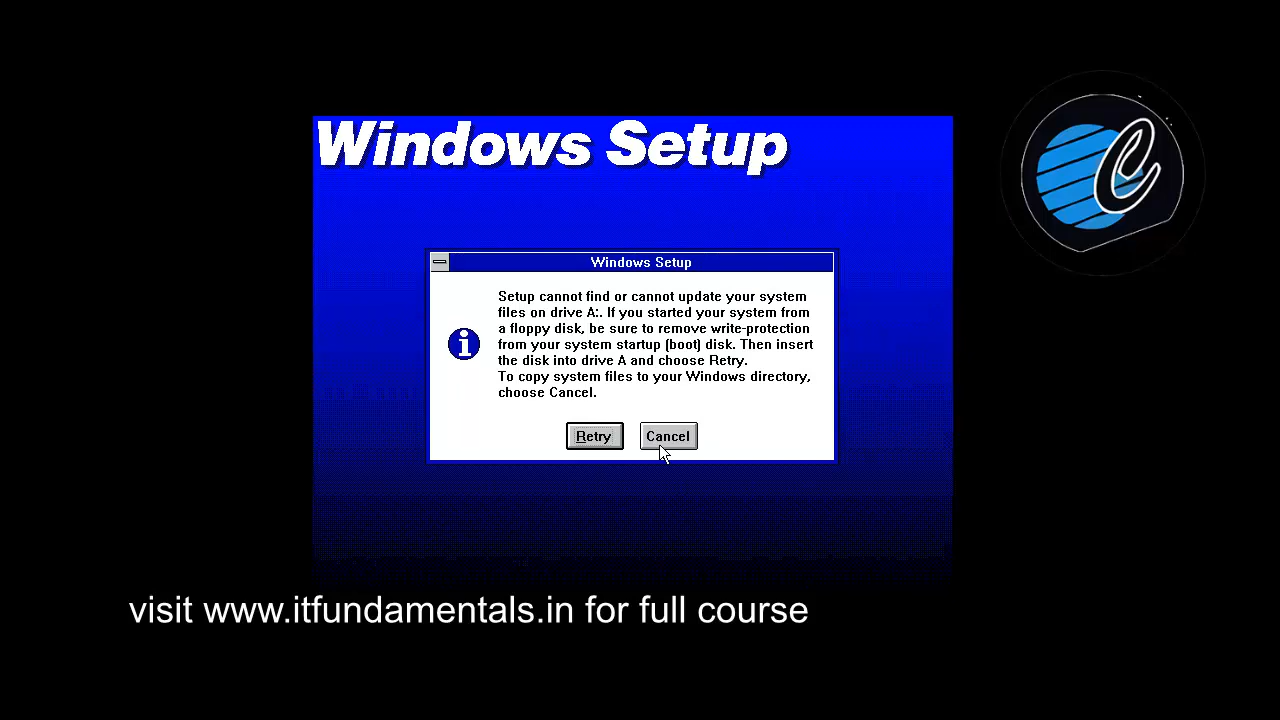 Windows Setup
Windows Setup
Setup cannot find or cannot update your system
files on drive A:. If you started your system from
a floppy disk, be sure to remove write-protection
from your system startup (boot) disk. Then insert
the disk into drive A and choose Retry.
To copy system files to your Windows directory,
choose Cancel.
Retry Cancel
C
visit www.itfundamentals.in for full course